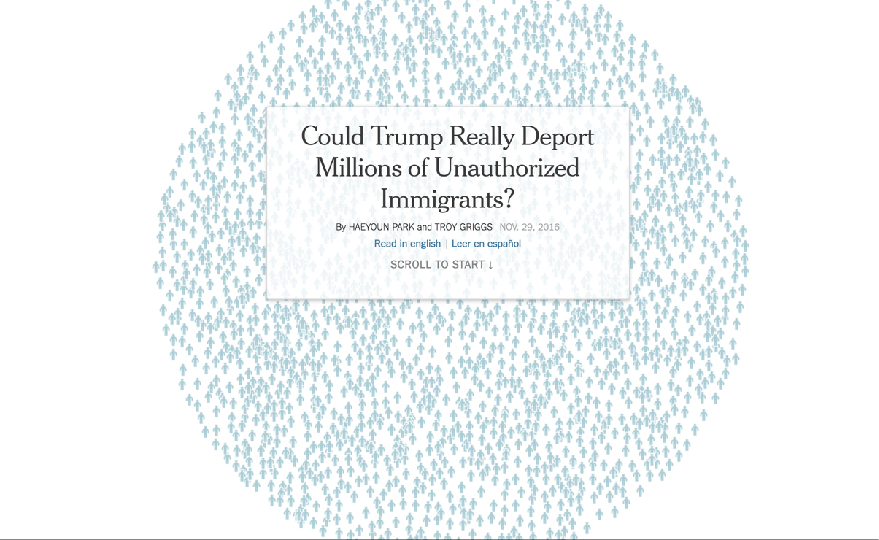 Could Trump Really Deport
Millions of Unauthorized
Immigrants?
By HAEYOUN PARK and TROY GRIGGS NOV. 29, 2016
Read in english | Leer en español
SCROLL TO START ↓